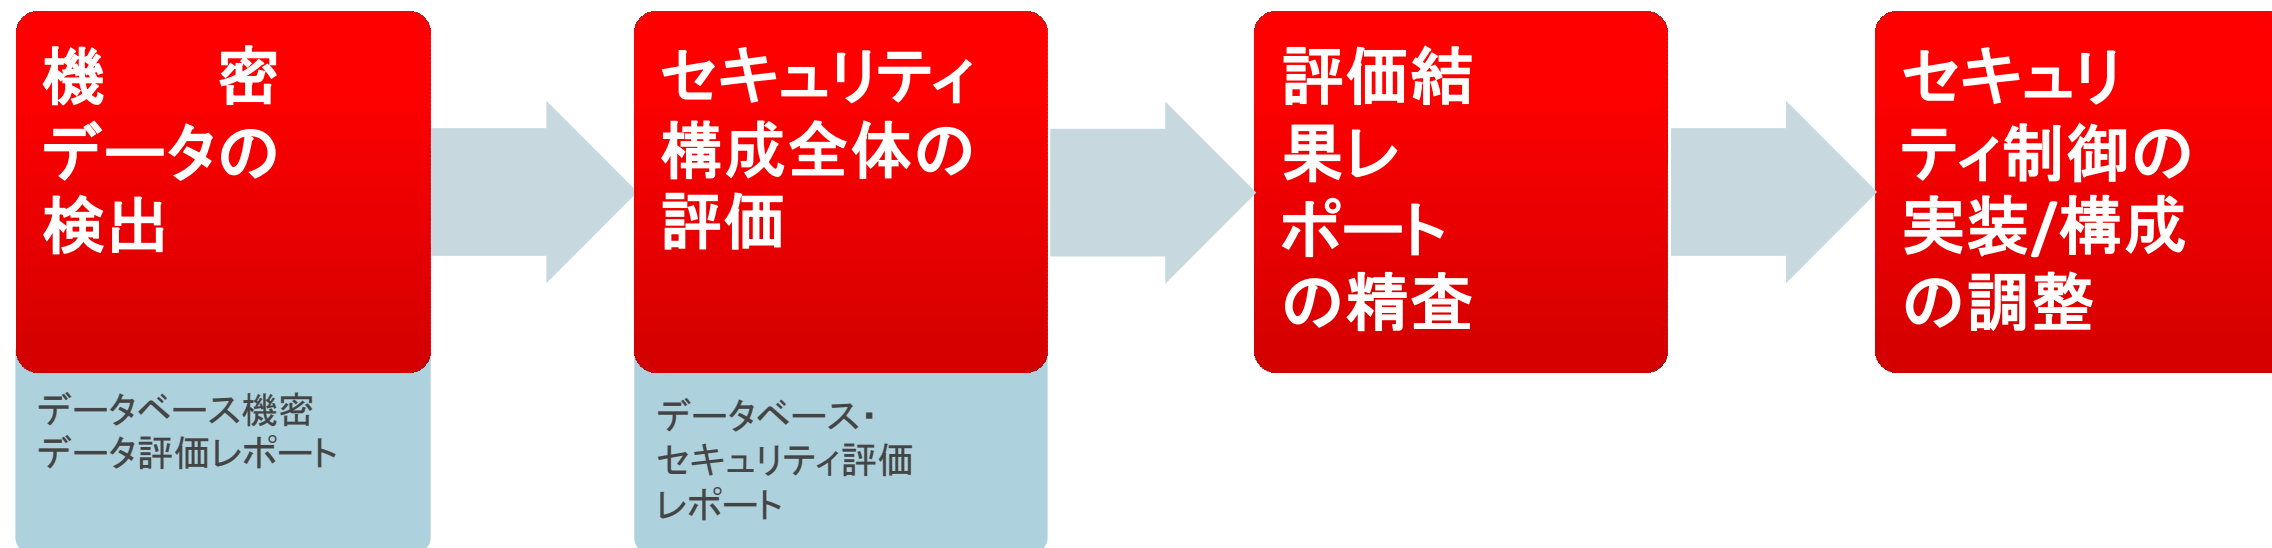 機　密
データの
検出
データベース機密
データ評価レポート
セキュリティ
構成全体の
評価
データベース・
セキュリティ評価
レポート
評価結
果レ
ポート
の精査
セキュリ
ティ制御の
実装/構成
の調整